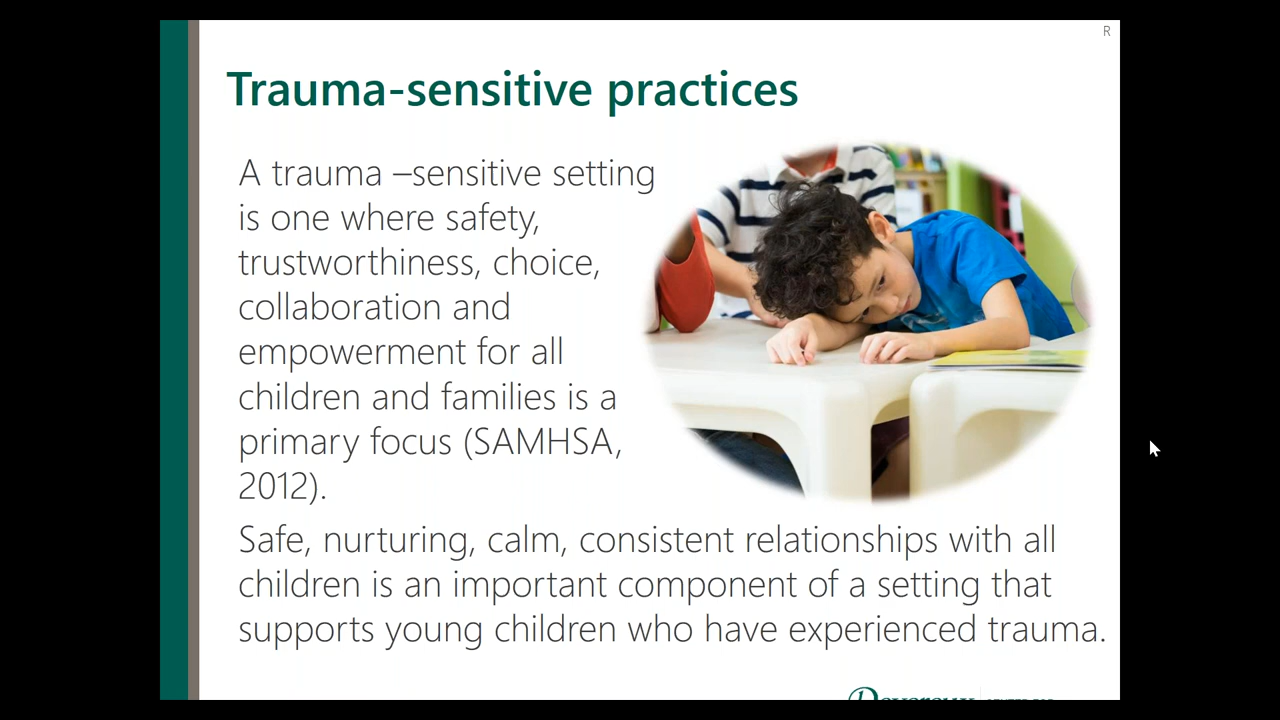 R
Trauma-sensitive practices
A trauma –sensitive setting
is one where safety,
trustworthiness, choice,
collaboration and
empowerment for all
children and families is a
primary focus (SAMHSA,
2012).
Safe, nurturing, calm, consistent relationships with all
children is an important component of a setting that
supports young children who have experienced trauma.